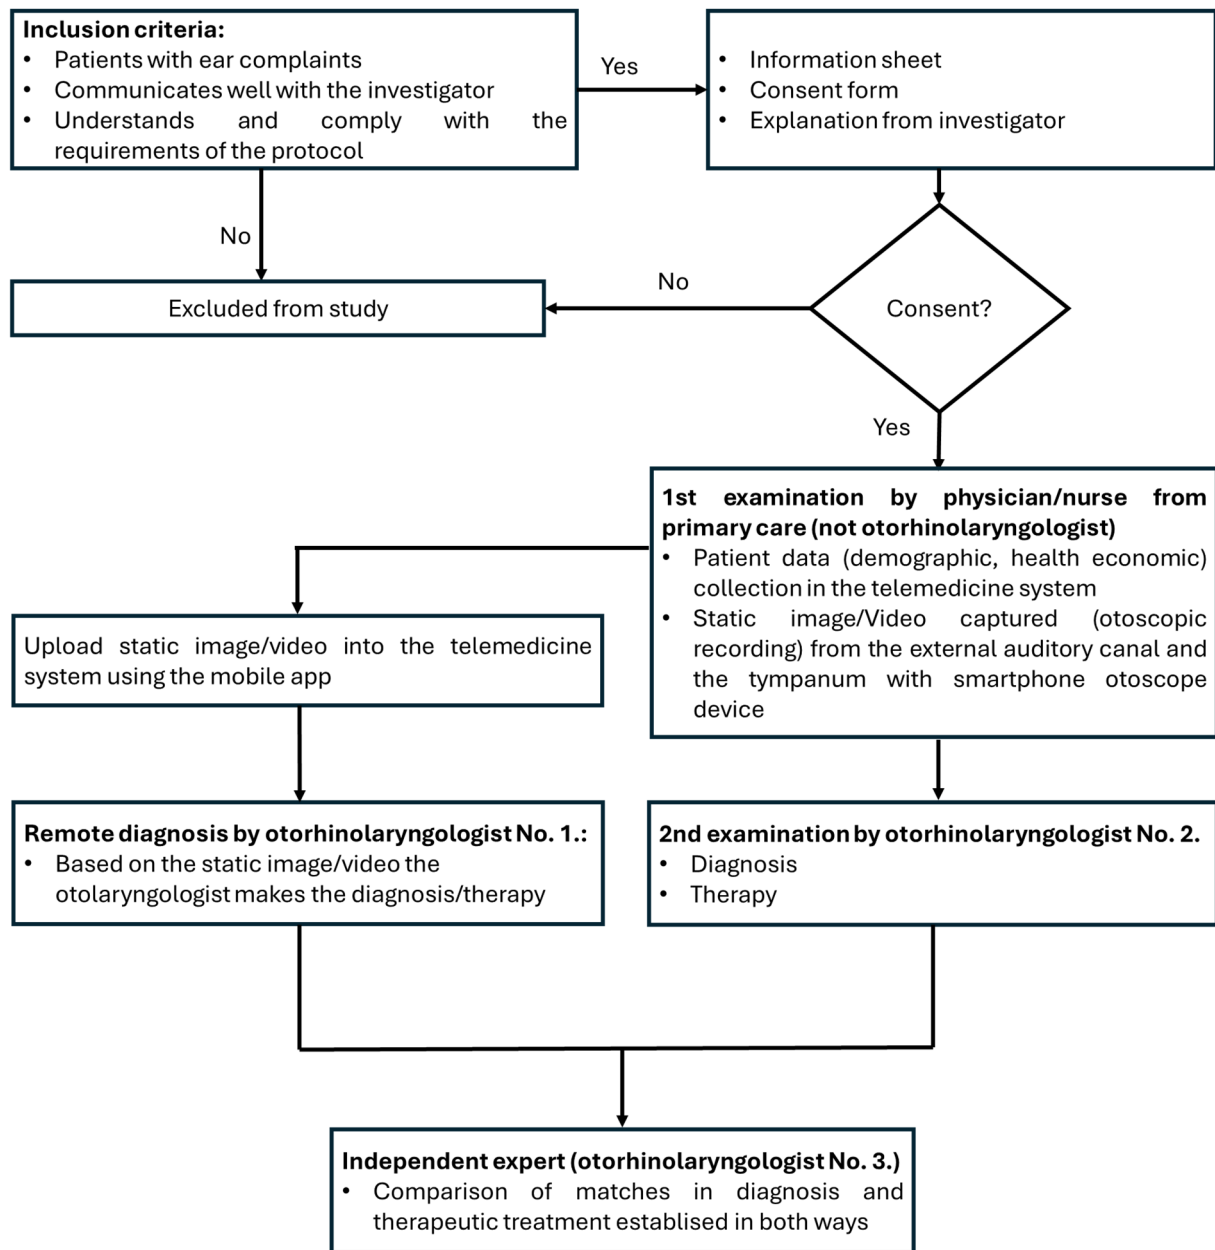 Inclusion criteria:
• Patients with ear complaints
• Communicates well with the investigator
• Understands and comply with the
requirements of the protocol
Yes
• Information sheet
• Consent form
• Explanation from investigator
No
Excluded from study
No
Consent?
Yes
1st examination by physician/nurse from
primary care (not otorhinolaryngologist)
• Patient data (demographic, health economic)
collection in the telemedicine system
• Static image/Video captured (otoscopic
recording) from the external auditory canal and
the tympanum with smartphone otoscope
device
Upload static image/video into the telemedicine
system using the mobile app
Remote diagnosis by otorhinolaryngologist No. 1.:
• Based on the static image/video the
otolaryngologist makes the diagnosis/therapy
2nd examination by otorhinolaryngologist No. 2.
• Diagnosis
• Therapy
Independent expert (otorhinolaryngologist No. 3.)
• Comparison of matches in diagnosis and
therapeutic treatment establised in both ways